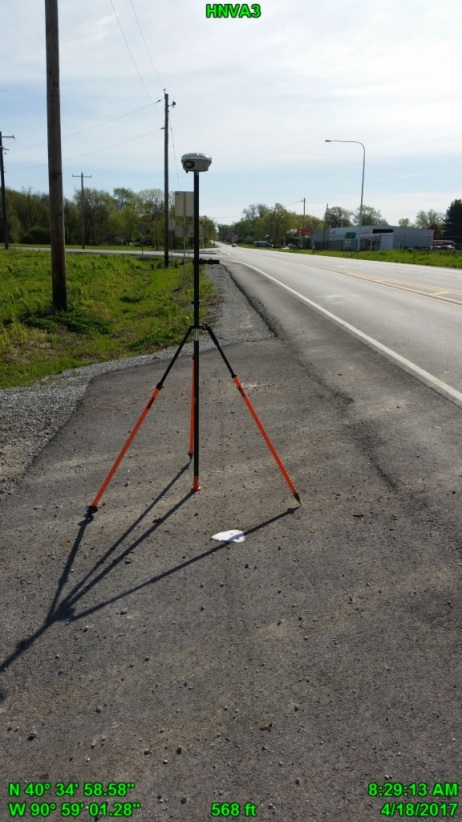 HNVA3
N 40° 34' 58.58" 8:29:13 AM
W 90° 59' 01.28" 568 ft 4/18/2017